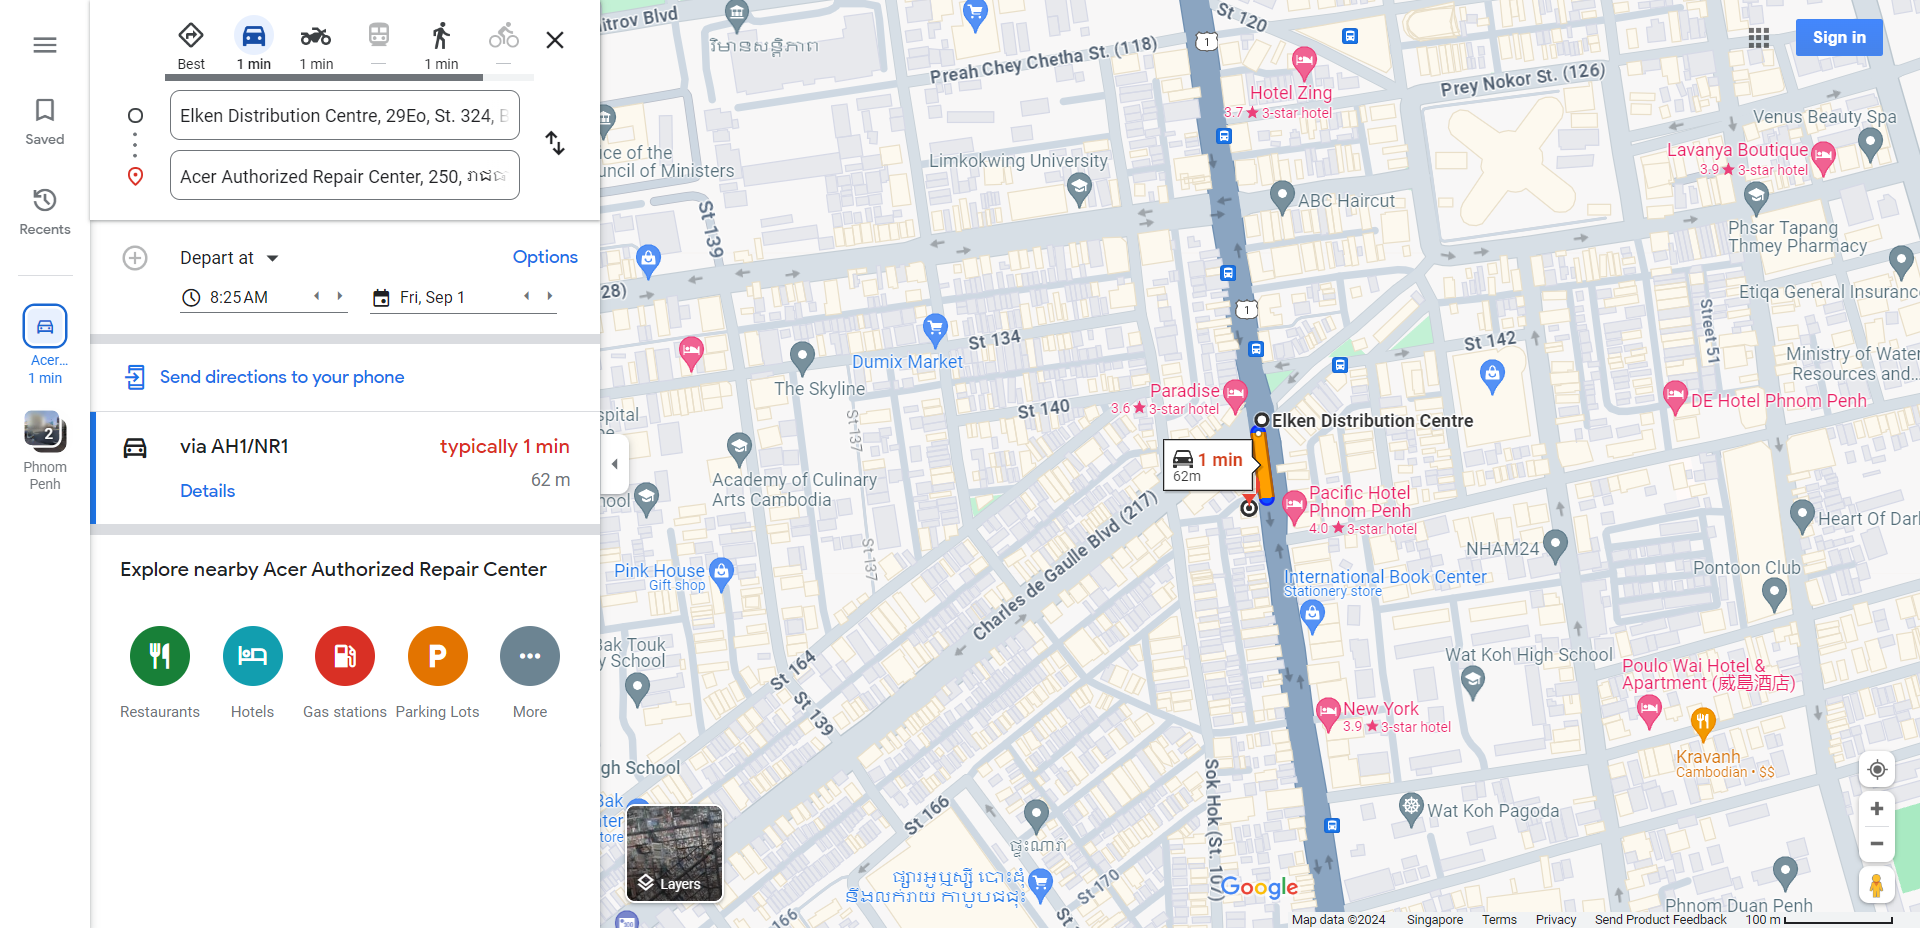 Best
1 min
1 min
—
1 min
—
Saved
Recents
Acer...
1 min
2
Phnom
Penh
Elken Distribution Centre, 29Eo, St. 324, B
Acer Authorized Repair Center, 250,
Depart at
Options
8:25 AM
Fri, Sep 1
Send directions to your phone
via AH1/NR1
typically 1 min
62 m
Details
Explore nearby Acer Authorized Repair Center
Restaurants
Hotels
Gas stations
Parking Lots
More
Sign in
itrov Blvd
វិមានសន្តិភាព
St 120
Preah Chey Chetha St. (118)
1
Hotel Zing
3.7★3-star hotel
Prey Nokor St. (126)
Venus Beauty Spa
Lavanya Boutique
3.9★3-star hotel
ice of the
uncil of Ministers
Limkokwing University
ABC Haircut
St 139
Phsar Tapang
Thmey Pharmacy
28)
1
Etiqa General Insurance
Street 51
Dumix Market
St 134
St 142
Ministry of Water
Resources and...
The Skyline
Paradise
3.6★3-star hotel
St 140
DE Hotel Phnom Penh
St 137
Elken Distribution Centre
spital
1 min
62m
Academy of Culinary
Arts Cambodia
ool
Pacific Hotel
Phnom Penh
4.0★3-star hotel
Heart Of Dar
St 137
Charles de Gaulle Blvd (217)
NHAM24
Pink House
Gift shop
International Book Center
Stationery store
Pontoon Club
Bak Touk
y School
Wat Koh High School
St 164
Poulo Wai Hotel &
Apartment (威島酒店)
St 139
New York
3.9★3-star hotel
Kravanh
Cambodian • $$
gh School
Sok Hok (St. 107)
Bak
ter
tore
St 166
Wat Koh Pagoda
ផ្ទះណារ៉ា
Layers
ផ្សារអូឬស្សី បោះដុំ
និងលក់រាយ កាបូបជជុះ
St 170
Google
166
St
Phnom Duan Penh
Map data ©2024
Singapore
Terms
Privacy
Send Product Feedback
100 m